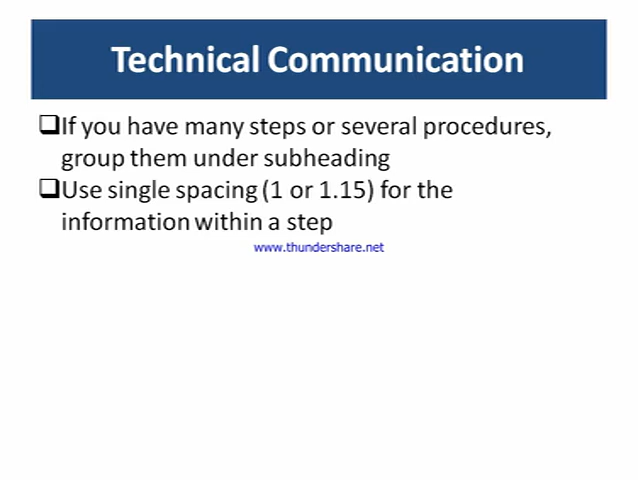 Technical Communication
If you have many steps or several procedures,
group them under subheading
Use single spacing (1 or 1.15) for the
information within a step
www.thundershare.net